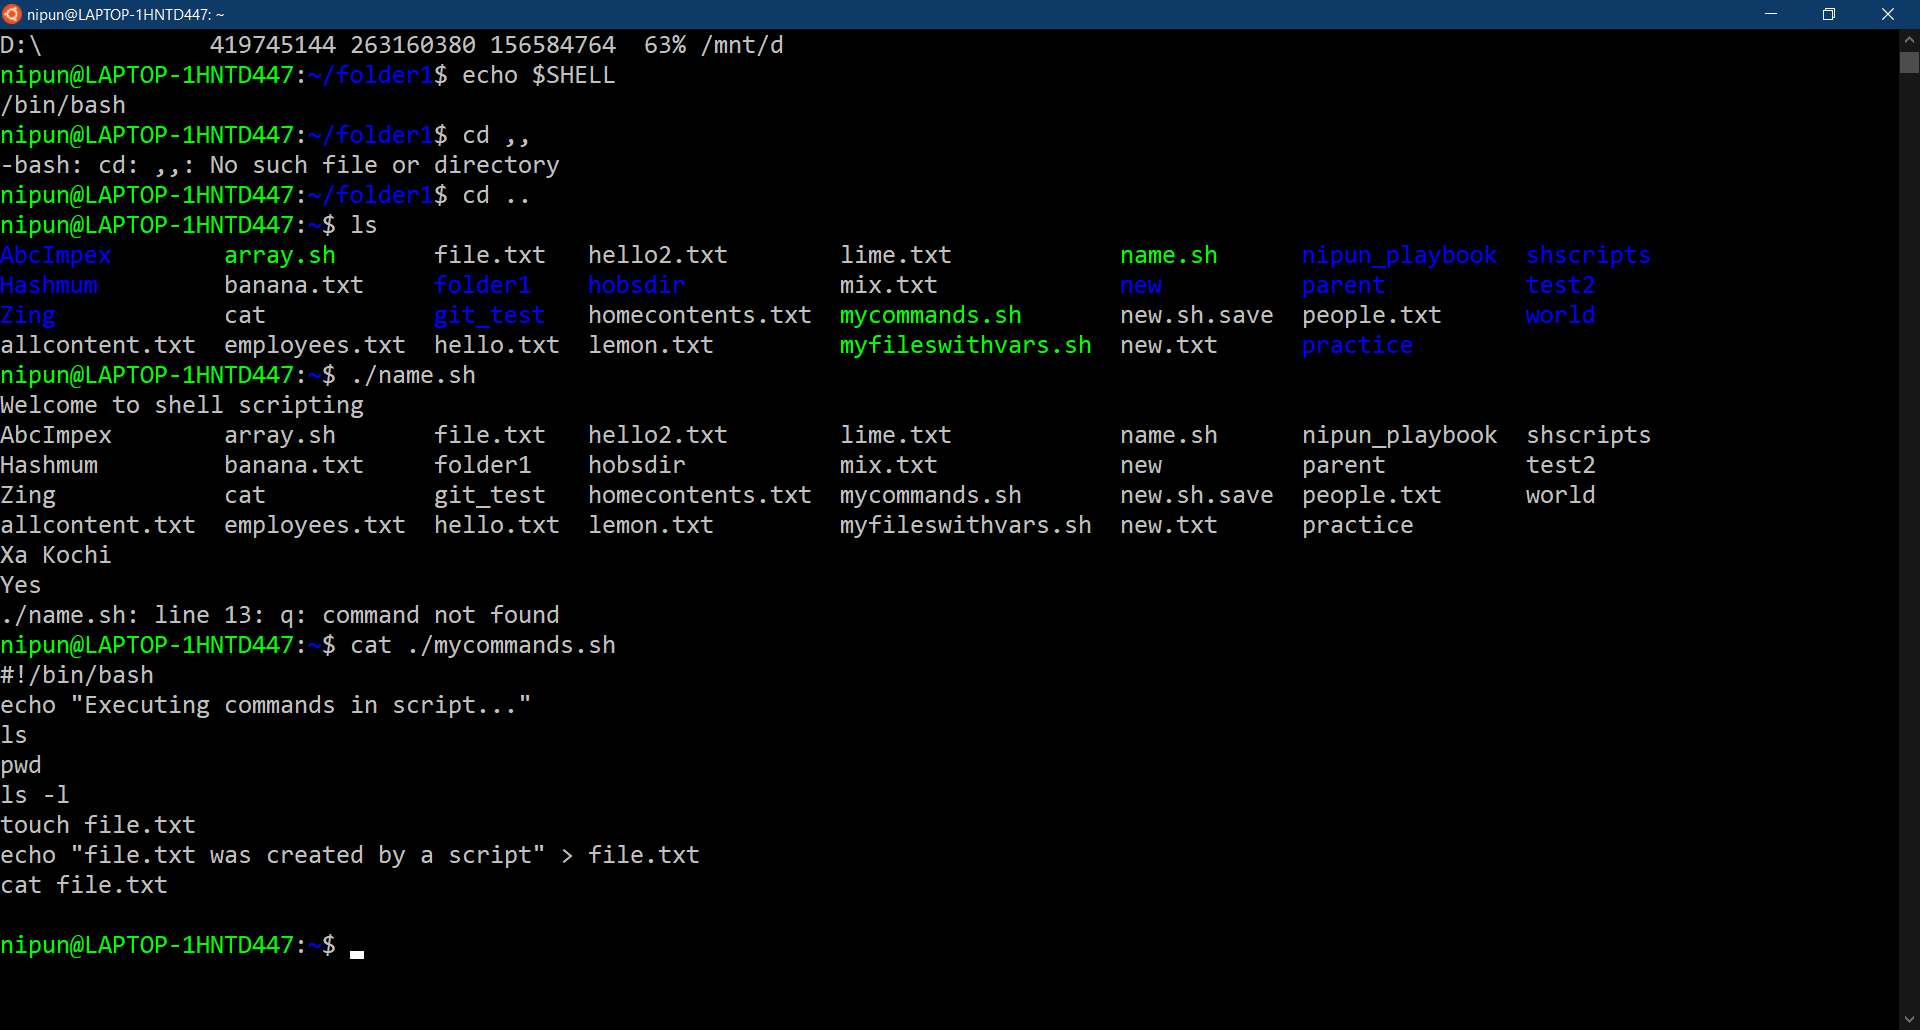 nipun@LAPTOP-1HNTD447: ~
D:\            419745144 263160380 156584764  63% /mnt/d
nipun@LAPTOP-1HNTD447:~/folder1$ echo $SHELL
/bin/bash
nipun@LAPTOP-1HNTD447:~/folder1$ cd ,,
-bash: cd: ,,: No such file or directory
nipun@LAPTOP-1HNTD447:~/folder1$ cd ..
nipun@LAPTOP-1HNTD447:~$ ls
AbcImpex        array.sh       file.txt   hello2.txt        lime.txt            name.sh      nipun_playbook  shscripts
Hashmum         banana.txt     folder1    hobsdir           mix.txt             new          parent          test2
Zing            cat            git_test   homecontents.txt  mycommands.sh       new.sh.save  people.txt      world
allcontent.txt  employees.txt  hello.txt  lemon.txt         myfileswithvars.sh  new.txt      practice
nipun@LAPTOP-1HNTD447:~$ ./name.sh
Welcome to shell scripting
AbcImpex        array.sh       file.txt   hello2.txt        lime.txt            name.sh      nipun_playbook  shscripts
Hashmum         banana.txt     folder1    hobsdir           mix.txt             new          parent          test2
Zing            cat            git_test   homecontents.txt  mycommands.sh       new.sh.save  people.txt      world
allcontent.txt  employees.txt  hello.txt  lemon.txt         myfileswithvars.sh  new.txt      practice
Xa Kochi
Yes
./name.sh: line 13: q: command not found
nipun@LAPTOP-1HNTD447:~$ cat ./mycommands.sh
#!/bin/bash
echo "Executing commands in script..."
ls
pwd
ls -l
touch file.txt
echo "file.txt was created by a script" > file.txt
cat file.txt
nipun@LAPTOP-1HNTD447:~$